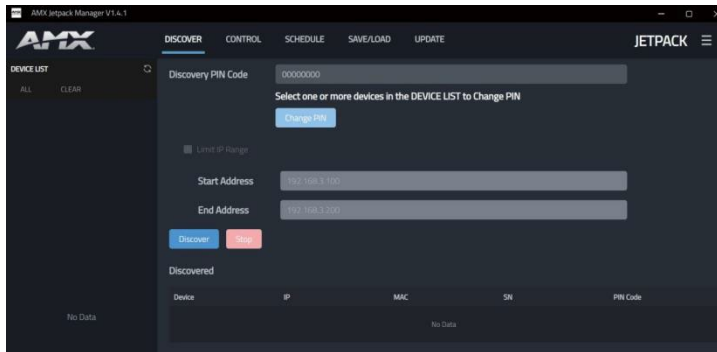 AMX Jetpack Manager V1.4.1
AMX
DISCOVER CONTROL SCHEDULE SAVE/LOAD UPDATE
JETPACK
DEVICE LIST
ALL CLEAR
No Data
Discovery PIN Code 00000000
Select one or more devices in the DEVICE LIST to Change PIN
Change PIN
Limit IP Range
Start Address 192.168.3.100
End Address 192.168.3.200
Discover Stop
Discovered
Device IP MAC SN PIN Code
No Data